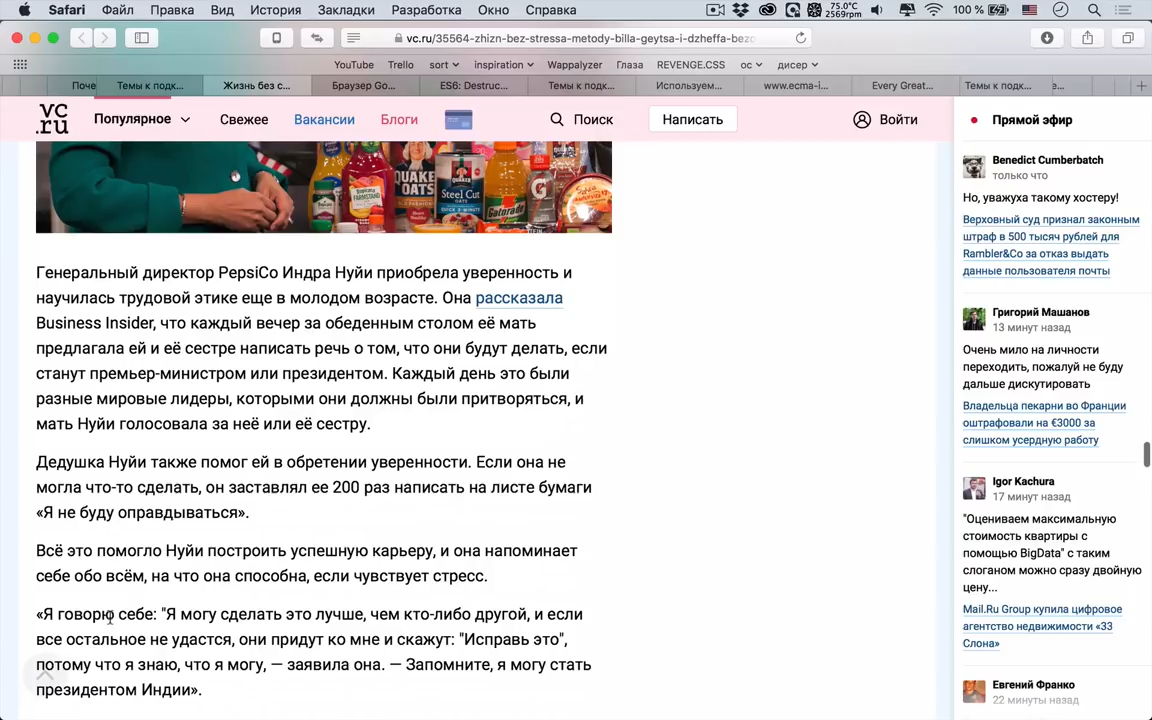 Safari Файл Правка Вид История Закладки Разработка Окно Справка 75.0°C 2569rpm 100 %
vc.ru/35564-zhizn-bez-stressa-metody-billa-geytsa-i-dzheffa-bezo
YouTube Trello sort inspiration Wappalyzer Глаза REVENGE.CSS ос дисер
Поче Темы к подк... Жизнь без с... Браузер Go... ES6: Destruc... Темы к подк... Используем... www.ecma-i... Every Great... Темы к подк... е...
vc.ru Популярное Свежее Вакансии Блоги Поиск Написать Войти
QUAKER OATS
QUAKER Steel Cut OATS
Gatorade
Генеральный директор PepsiCo Индра Нуйи приобрела уверенность и
научилась трудовой этике еще в молодом возрасте. Она рассказала
Business Insider, что каждый вечер за обеденным столом её мать
предлагала ей и её сестре написать речь о том, что они будут делать, если
станут премьер-министром или президентом. Каждый день это были
разные мировые лидеры, которыми они должны были притворяться, и
мать Нуйи голосовала за неё или её сестру.
Дедушка Нуйи также помог ей в обретении уверенности. Если она не
могла что-то сделать, он заставлял ее 200 раз написать на листе бумаги
«Я не буду оправдываться».
Всё это помогло Нуйи построить успешную карьеру, и она напоминает
себе обо всём, на что она способна, если чувствует стресс.
«Я говорю себе: "Я могу сделать это лучше, чем кто-либо другой, и если
все остальное не удастся, они придут ко мне и скажут: "Исправь это",
потому что я знаю, что я могу, — заявила она. — Запомните, я могу стать
президентом Индии».
Прямой эфир
Benedict Cumberbatch
только что
Но, уважуха такому хостеру!
Верховный суд признал законным
штраф в 500 тысяч рублей для
Rambler&Co за отказ выдать
данные пользователя почты
Григорий Машанов
13 минут назад
Очень мило на личности
переходить, пожалуй не буду
дальше дискутировать
Владельца пекарни во Франции
оштрафовали на €3000 за
слишком усердную работу
Igor Kachura
17 минут назад
"Оцениваем максимальную
стоимость квартиры с
помощью BigData" с таким
слоганом можно сразу двойную
цену...
Mail.Ru Group купила цифровое
агентство недвижимости «33
Слона»
Евгений Франко
22 минуты назад